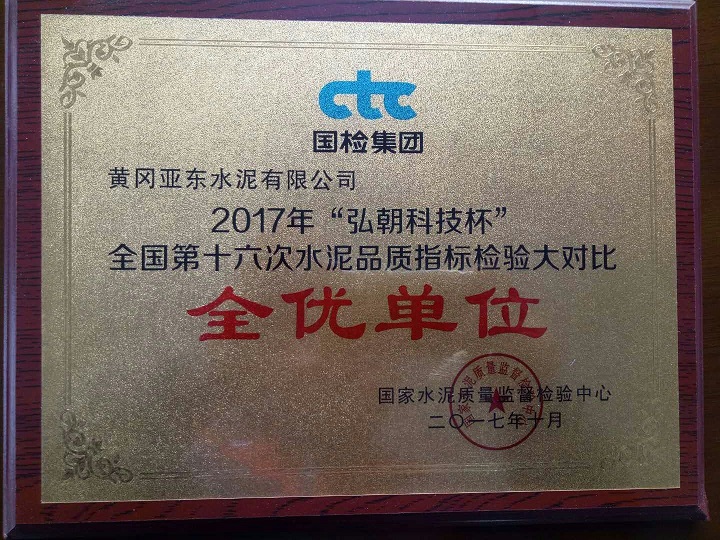 ctc
国检集团
黄冈亚东水泥有限公司
2017年“弘朝科技杯”
全国第十六次水泥品质指标检验大对比
全优单位
国家水泥质量监督检验中心
二〇一七年十月